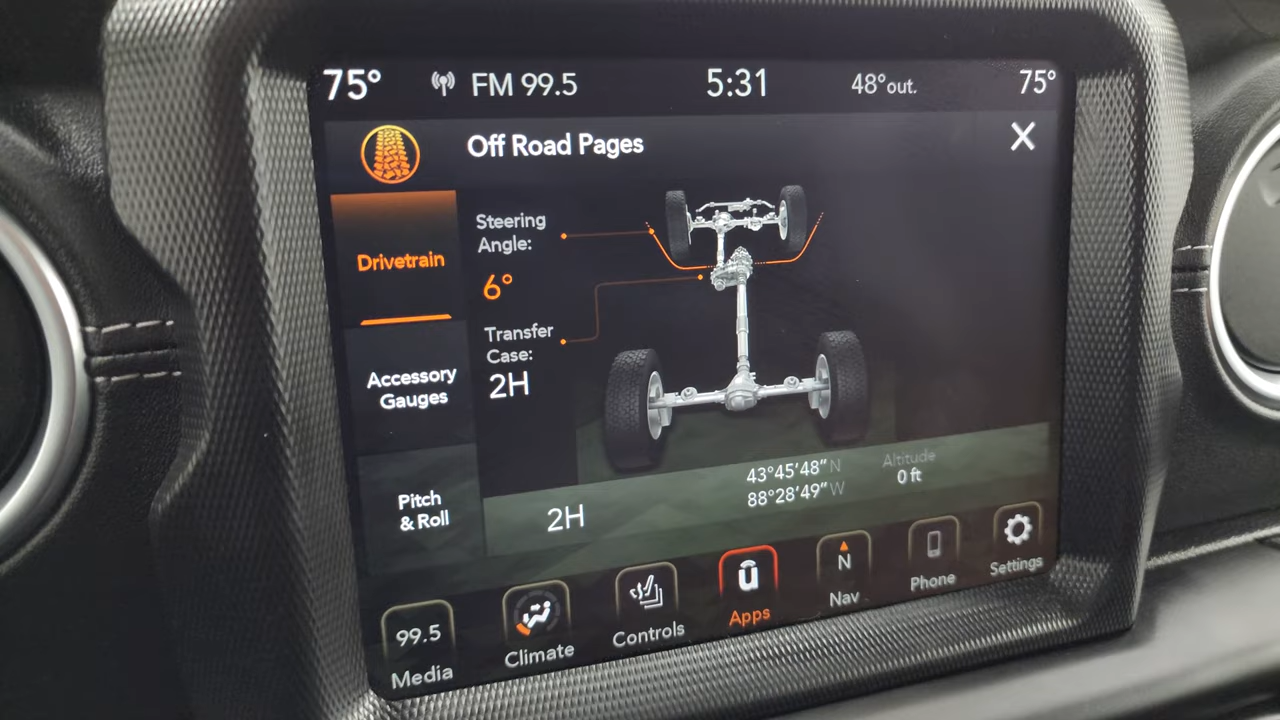 75° FM 99.5 5:31 48°out. 75°
Off Road Pages
Drivetrain
Accessory
Gauges
Pitch
& Roll
Steering
Angle:
6°
Transfer
Case:
2H
2H
43°45'48"N
88°28'49"W
Altitude
0 ft
99.5
Media
Climate
Controls
ū
Apps
N
Nav
Phone
Settings